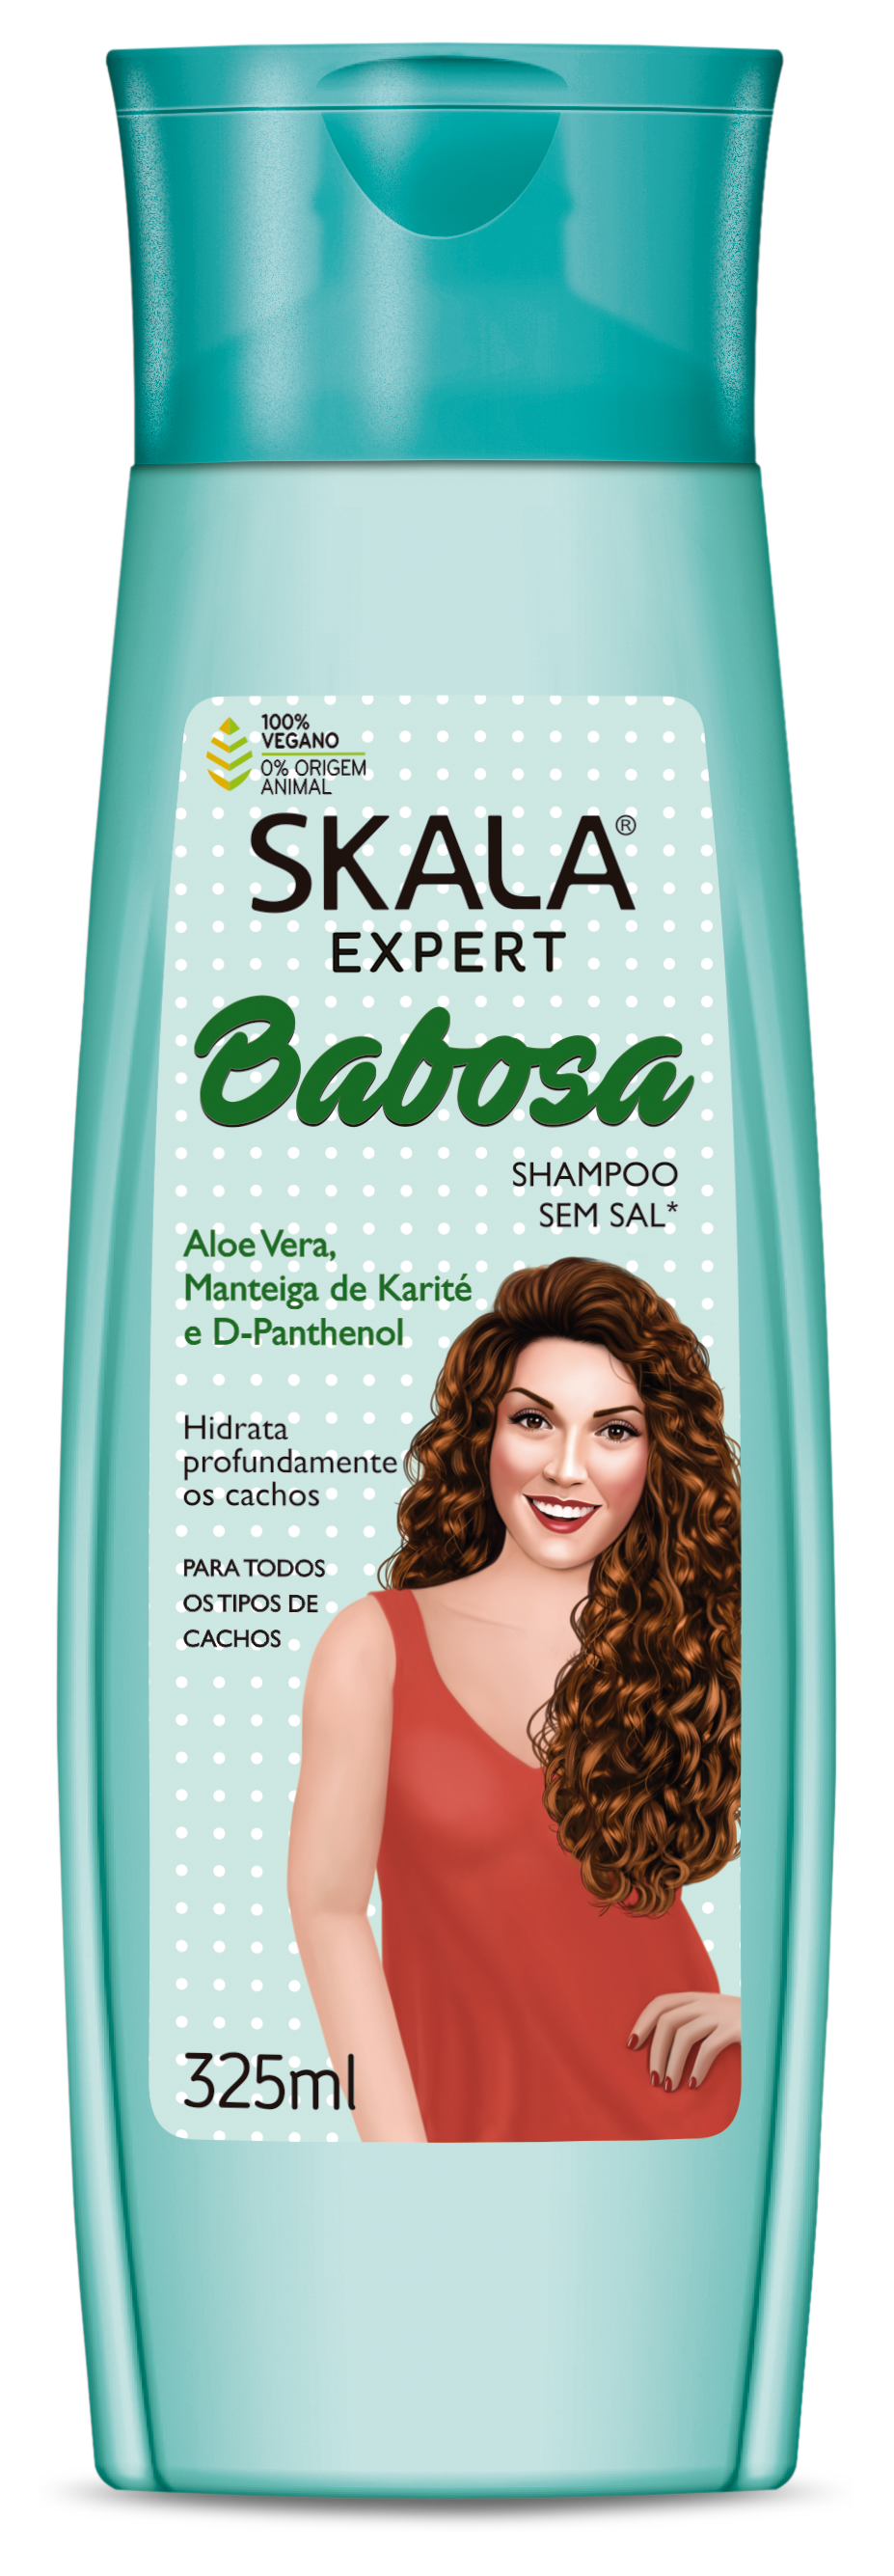 100%
VEGANO
0% ORIGEM
ANIMAL
SKALA®
EXPERT
Babosa
SHAMPOO
SEM SAL*
Aloe Vera,
Manteiga de Karité
e D-Panthenol
Hidrata
profundamente
os cachos
PARA TODOS
OS TIPOS DE
CACHOS
325ml